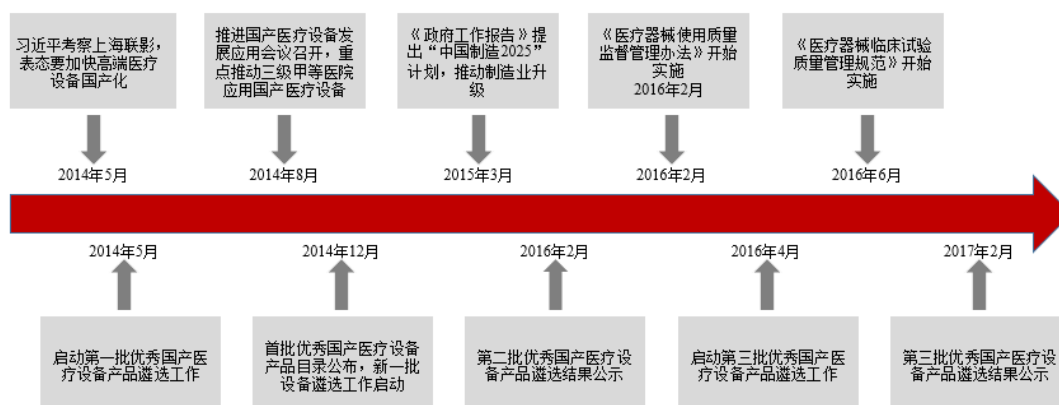 习近平考察上海联影，
表态要加快高端医疗
设备国产化
推进国产医疗设备发
展应用会议召开，重
点推动三级甲等医院
应用国产医疗设备
《政府工作报告》提
出“中国制造2025”
计划，推动制造业升
级
《医疗器械使用质量
监督管理办法》开始
实施
2016年2月
《医疗器械临床试验
质量管理规范》开始
实施
2014年5月
2014年8月
2015年3月
2016年2月
2016年6月
2014年5月
2014年12月
2016年2月
2016年4月
2017年2月
启动第一批优秀国产医
疗设备产品遴选工作
首批优秀国产医疗设备
产品目录公布，新一批
设备遴选工作启动
第二批优秀国产医疗设
备产品遴选结果公示
启动第三批优秀国产医
疗设备产品遴选工作
第三批优秀国产医疗设
备产品遴选结果公示